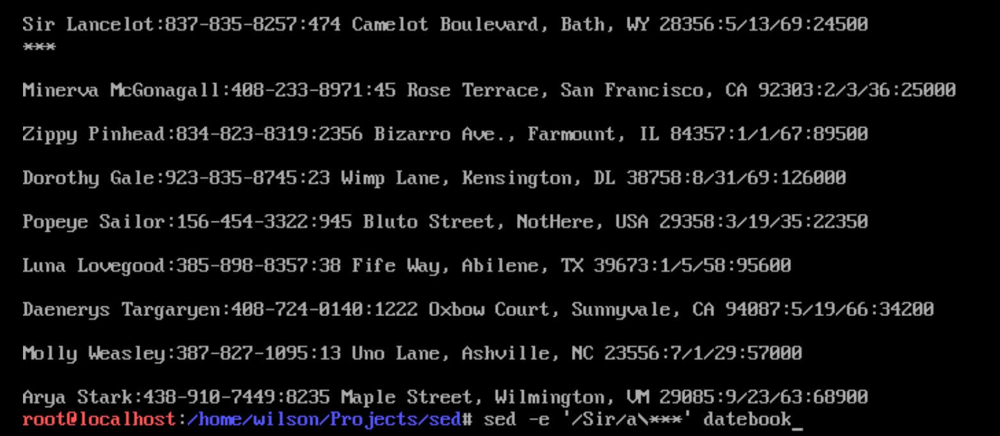 Sir Lancelot:837-835-8257:474 Camelot Boulevard, Bath, WY 28356:5/13/69:24500
***
Minerva McGonagall:408-233-8971:45 Rose Terrace, San Francisco, CA 92303:2/3/36:25000
Zippy Pinhead:834-823-8319:2356 Bizarro Ave., Farmount, IL 84357:1/1/67:89500
Dorothy Gale:923-835-8745:23 Wimp Lane, Kensington, DL 38758:8/31/69:126000
Popeye Sailor:156-454-3322:945 Bluto Street, NotHere, USA 29358:3/19/35:22350
Luna Lovegood:385-898-8357:38 Fife Way, Abilene, TX 39673:1/5/58:95600
Daenerys Targaryen:408-724-0140:1222 Oxbow Court, Sunnyvale, CA 94087:5/19/66:34200
Molly Weasley:387-827-1095:13 Uno Lane, Ashville, NC 23556:7/1/29:57000
Arya Stark:438-910-7449:8235 Maple Street, Wilmington, VM 29085:9/23/63:68900
root@localhost:/home/wilson/Projects/sed# sed -e '/Sir/a\***' datebook_